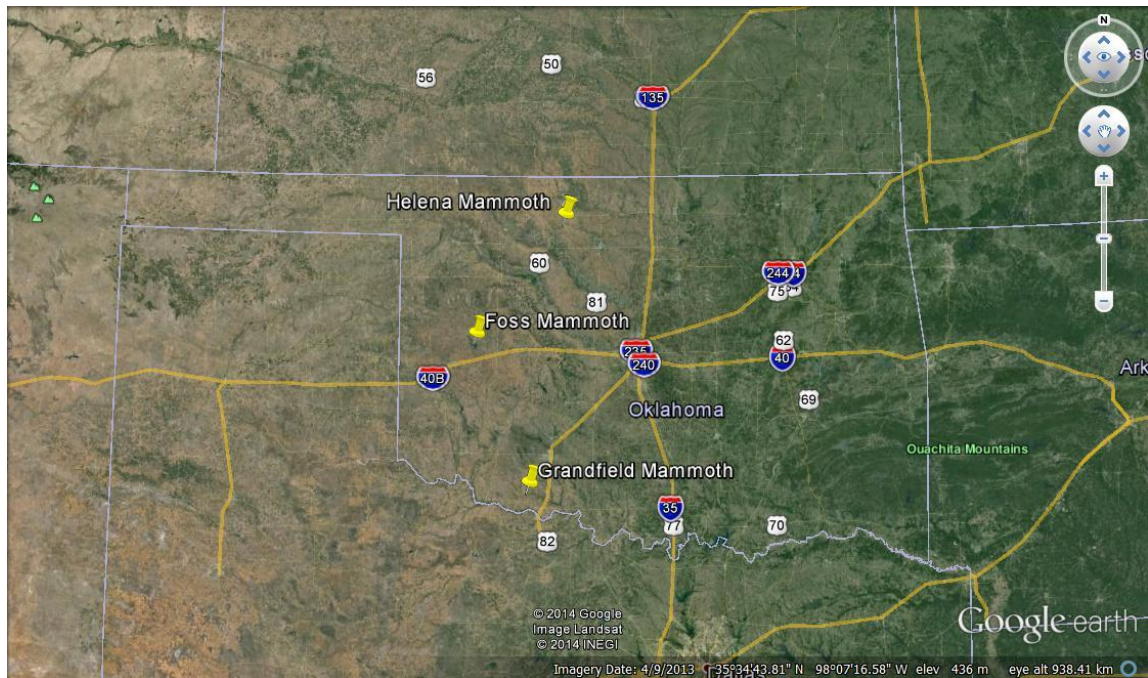 N
50
56
135
Helena Mammoth
60
244
75
81
Foss Mammoth
62
235
240
40
40B
69
Oklahoma
Ouachita Mountains
Grandfield Mammoth
35
77
70
82
© 2014 Google
Image Landsat
© 2014 INEGI
Google earth
Imagery Date: 4/9/2013 35°34'43.81" N 98°07'16.58" W elev 436 m eye alt 938.41 km
Dallas